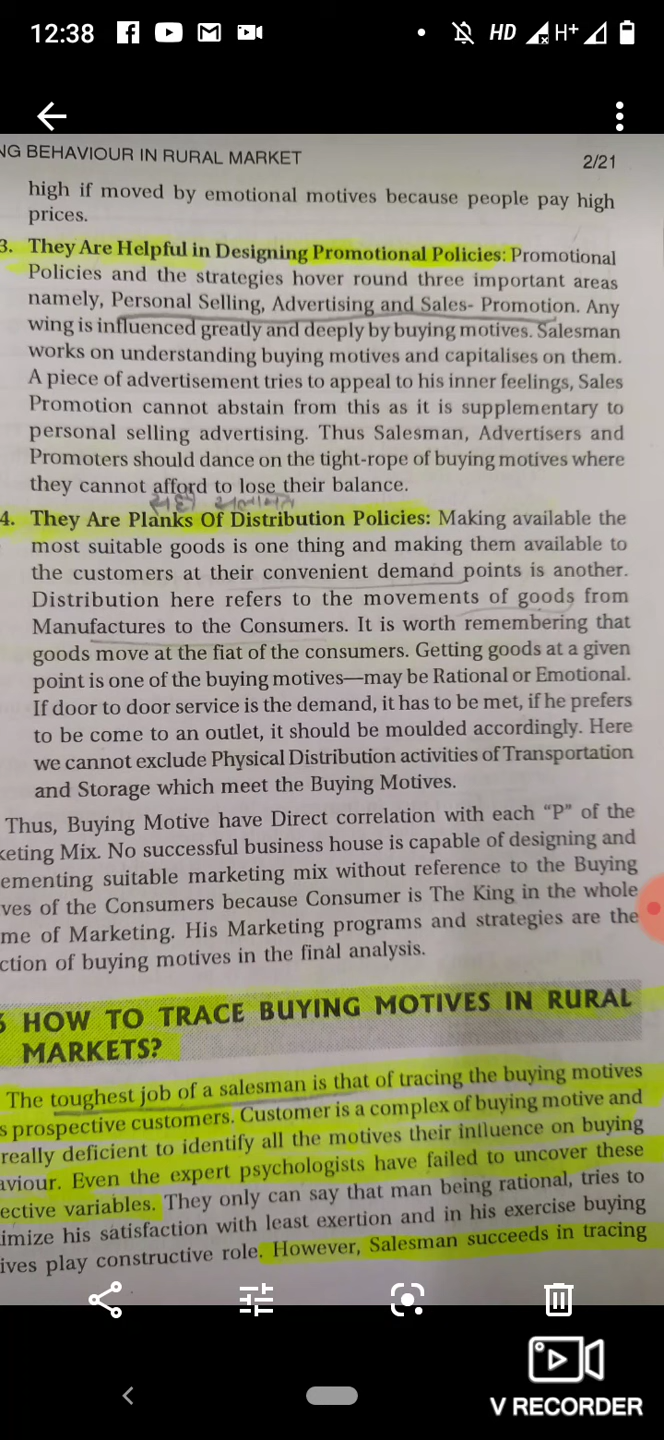 12:38
HD
H+
NG BEHAVIOUR IN RURAL MARKET
2/21
high if moved by emotional motives because people pay high
prices.
3. They Are Helpful in Designing Promotional Policies: Promotional
Policies and the strategies hover round three important areas
namely, Personal Selling, Advertising and Sales- Promotion. Any
wing is influenced greatly and deeply by buying motives. Salesman
works on understanding buying motives and capitalises on them.
A piece of advertisement tries to appeal to his inner feelings, Sales
Promotion cannot abstain from this as it is supplementary to
personal selling advertising. Thus Salesman, Advertisers and
Promoters should dance on the tight-rope of buying motives where
they cannot afford to lose their balance.
4. They Are Planks Of Distribution Policies: Making available the
most suitable goods is one thing and making them available to
the customers at their convenient demand points is another.
Distribution here refers to the movements of goods from
Manufactures to the Consumers. It is worth remembering that
goods move at the fiat of the consumers. Getting goods at a given
point is one of the buying motives—may be Rational or Emotional.
If door to door service is the demand, it has to be met, if he prefers
to be come to an outlet, it should be moulded accordingly. Here
we cannot exclude Physical Distribution activities of Transportation
and Storage which meet the Buying Motives.
Thus, Buying Motive have Direct correlation with each “P” of the
keting Mix. No successful business house is capable of designing and
ementing suitable marketing mix without reference to the Buying
ves of the Consumers because Consumer is The King in the whole
me of Marketing. His Marketing programs and strategies are the
ction of buying motives in the final analysis.
HOW TO TRACE BUYING MOTIVES IN RURAL
MARKETS?
The toughest job of a salesman is that of tracing the buying motives
s prospective customers. Customer is a complex of buying motive and
really deficient to identify all the motives their influence on buying
aviour. Even the expert psychologists have failed to uncover these
ective variables. They only can say that man being rational, tries to
imize his satisfaction with least exertion and in his exercise buying
ives play constructive role. However, Salesman succeeds in tracing
V RECORDER